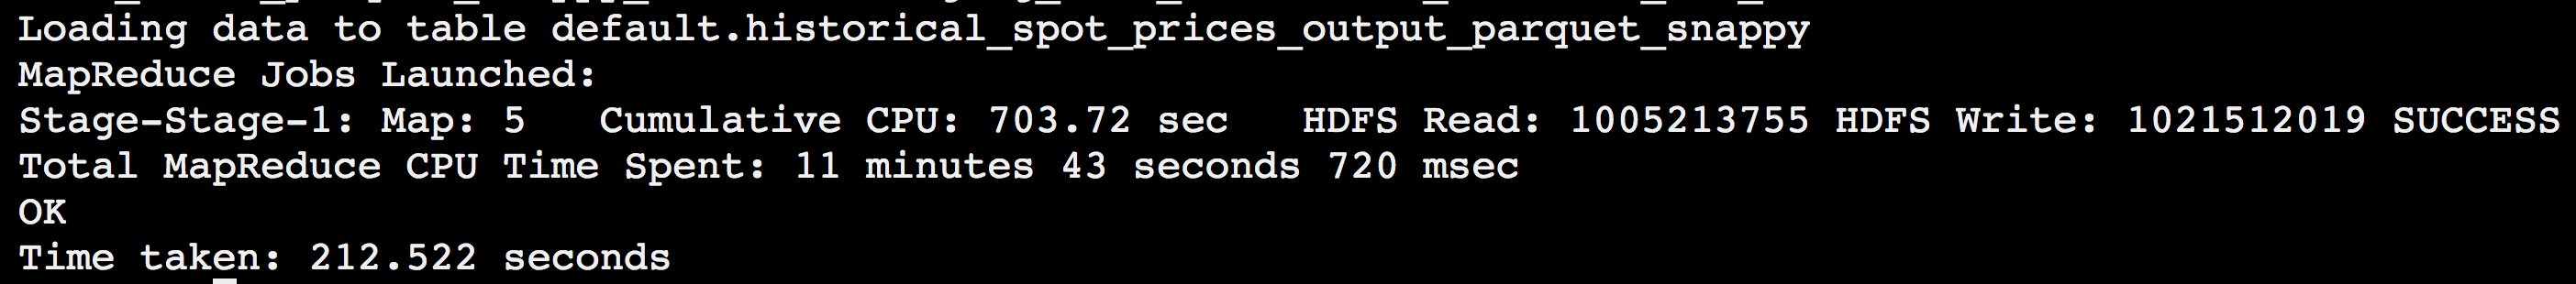 Loading data to table default.historical_spot_prices_output_parquet_snappy
MapReduce Jobs Launched:
Stage-Stage-1: Map: 5   Cumulative CPU: 703.72 sec   HDFS Read: 1005213755 HDFS Write: 1021512019 SUCCESS
Total MapReduce CPU Time Spent: 11 minutes 43 seconds 720 msec
OK
Time taken: 212.522 seconds